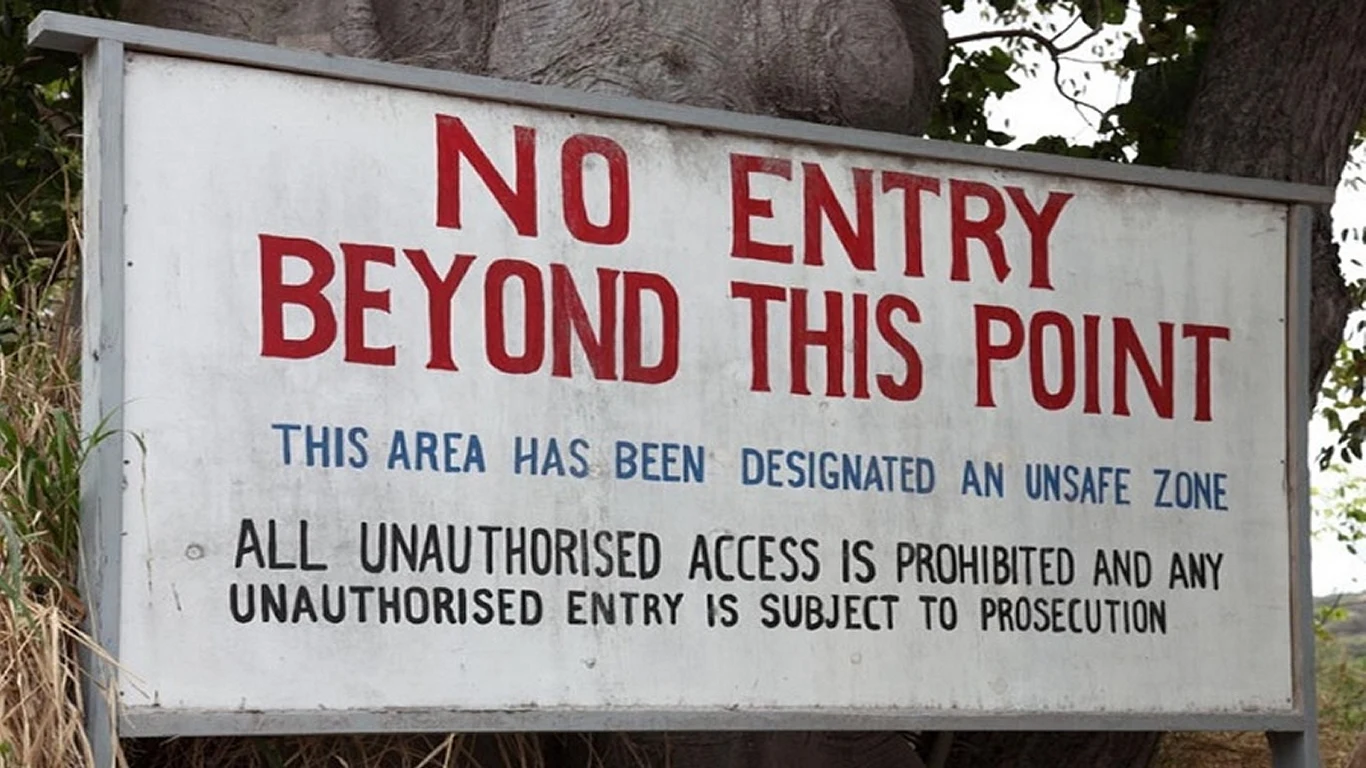 NO ENTRY
BEYOND THIS POINT
THIS AREA HAS BEEN DESIGNATED AN UNSAFE ZONE
ALL UNAUTHORISED ACCESS IS PROHIBITED AND ANY
UNAUTHORISED ENTRY IS SUBJECT TO PROSECUTION